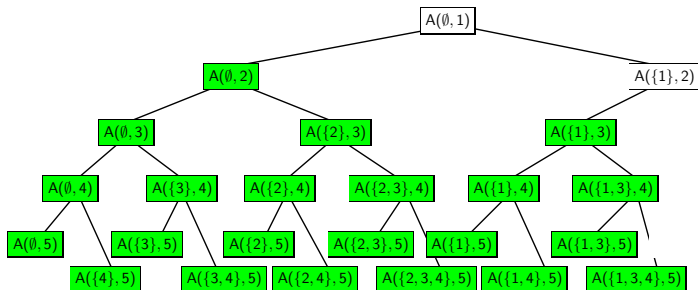 A(∅, 1)
A(∅, 2) A({1}, 2)
A(∅, 3) A({2}, 3) A({1}, 3)
A(∅, 4) A({3}, 4) A({2}, 4) A({2, 3}, 4) A({1}, 4) A({1, 3}, 4)
A(∅, 5) A({3}, 5) A({2}, 5) A({2, 3}, 5) A({1}, 5) A({1, 3}, 5)
A({4}, 5) A({3, 4}, 5) A({2, 4}, 5) A({2, 3, 4}, 5) A({1, 4}, 5) A({1, 3, 4}, 5)